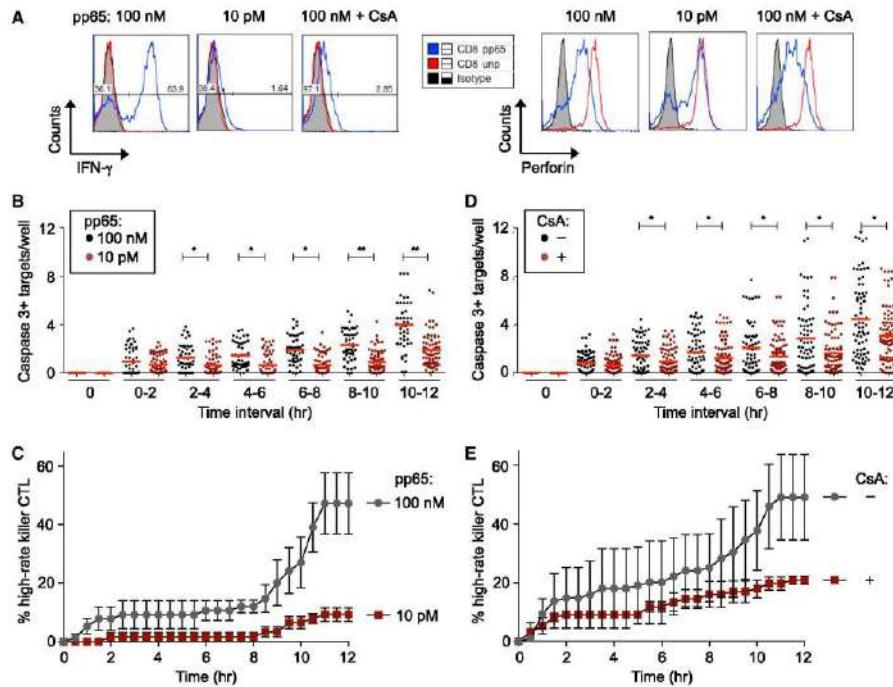 A
pp65: 100 nM 10 pM 100 nM + CsA
36.1 63.9 98.4 1.64 97.1 2.85
Counts
IFN-γ
CD8 pp65
CD8 unp
Isotype
100 nM 10 pM 100 nM + CsA
Counts
Perforin
B
pp65:
100 nM
10 pM
* * * ** **
Caspase 3+ targets/well
12
8
4
0
0 0-2 2-4 4-6 6-8 8-10 10-12
Time interval (hr)
D
CsA:
−
+
* * * * *
Caspase 3+ targets/well
12
8
4
0
0 0-2 2-4 4-6 6-8 8-10 10-12
Time interval (hr)
C
pp65:
100 nM
10 pM
% high-rate killer CTL
60
40
20
0
0 2 4 6 8 10 12
Time (hr)
E
CsA:
−
+
% high-rate killer CTL
60
40
20
0
0 2 4 6 8 10 12
Time (hr)